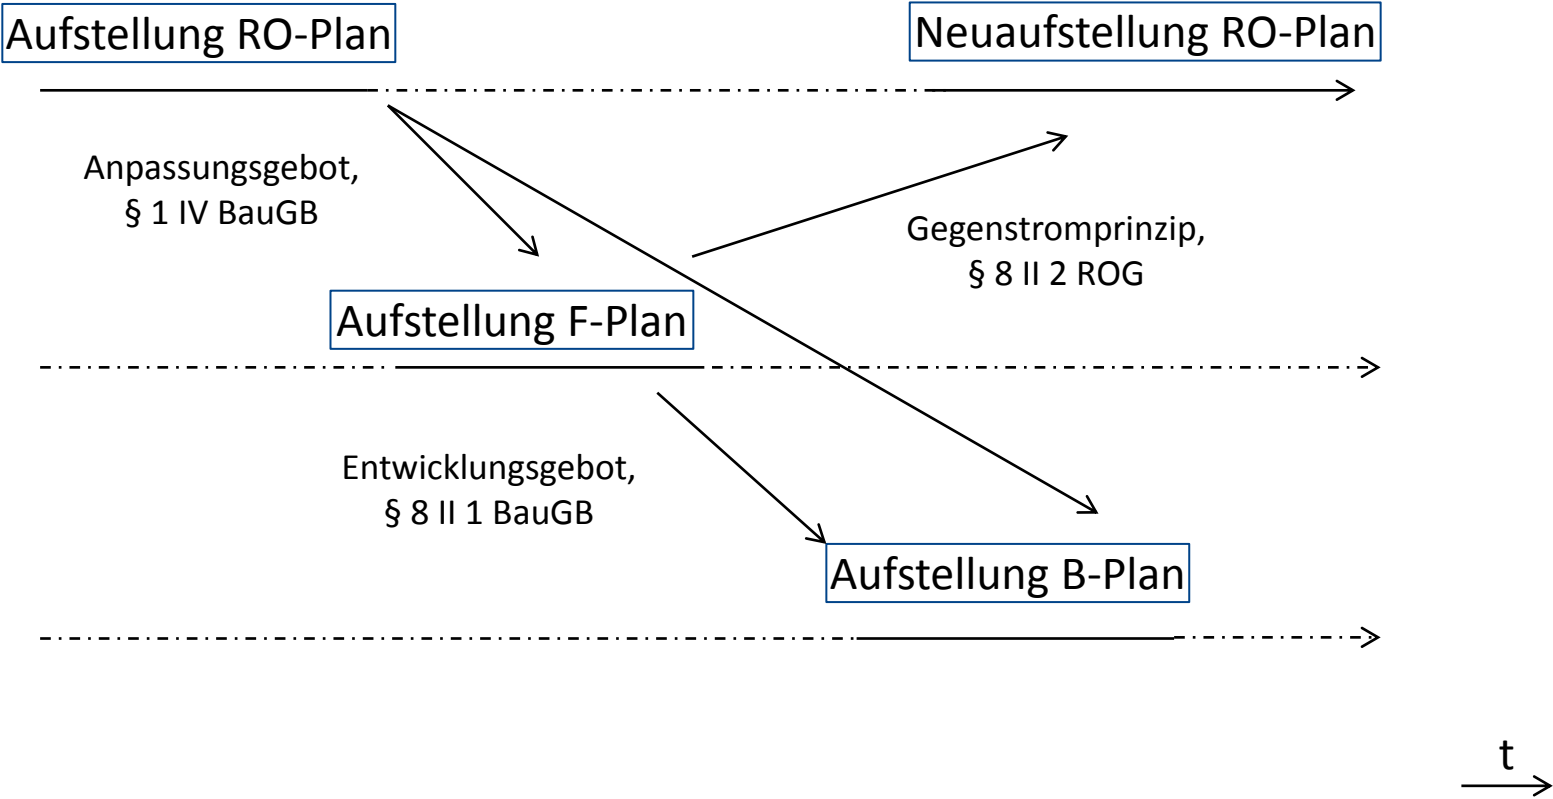 Aufstellung RO-Plan
Neuaufstellung RO-Plan
Anpassungsgebot,
§ 1 IV BauGB
Gegenstromprinzip,
§ 8 II 2 ROG
Aufstellung F-Plan
Entwicklungsgebot,
§ 8 II 1 BauGB
Aufstellung B-Plan
t